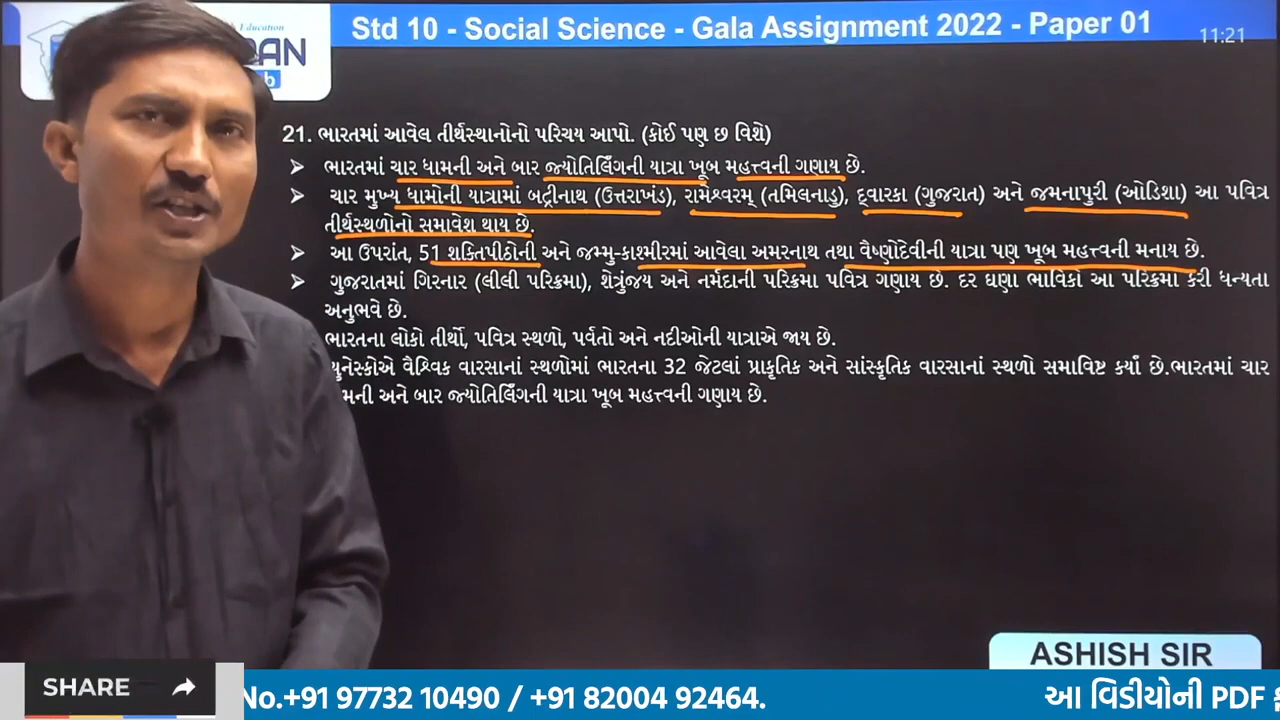 Education
Std 10 - Social Science - Gala Assignment 2022 - Paper 01
11:21
21. ભારતમાં આવેલ તીર્થસ્થાનોનો પરિચય આપો. (કોઈ પણ છ વિશે)
➢ ભારતમાં ચાર ધામની અને બાર જ્યોતિર્લિંગની યાત્રા ખૂબ મહત્ત્વની ગણાય છે.
➢ ચાર મુખ્ય ધામોની યાત્રામાં બદ્રીનાથ (ઉત્તરાખંડ), રામેશ્વરમ્ (તમિલનાડુ), દ્વારકા (ગુજરાત) અને જમનાપુરી (ઓડિશા) આ પવિત્ર
તીર્થસ્થળોનો સમાવેશ થાય છે.
➢ આ ઉપરાંત, 51 શક્તિપીઠોની અને જમ્મુ-કાશ્મીરમાં આવેલા અમરનાથ તથા વૈષ્ણોદેવીની યાત્રા પણ ખૂબ મહત્ત્વની મનાય છે.
➢ ગુજરાતમાં ગિરનાર (લીલી પરિક્રમા), શેત્રુંજય અને નર્મદાની પરિક્રમા પવિત્ર ગણાય છે. દર ઘણા ભાવિકો આ પરિક્રમા કરી ધન્યતા
અનુભવે છે.
ભારતના લોકો તીર્થો, પવિત્ર સ્થળો, પર્વતો અને નદીઓની યાત્રાએ જાય છે.
યુનેસ્કોએ વૈશ્વિક વારસાનાં સ્થળોમાં ભારતના 32 જેટલાં પ્રાકૃતિક અને સાંસ્કૃતિક વારસાનાં સ્થળો સમાવિષ્ટ કર્યાં છે.ભારતમાં ચાર
મની અને બાર જ્યોતિર્લિંગની યાત્રા ખૂબ મહત્ત્વની ગણાય છે.
ASHISH SIR
SHARE
No.+91 97732 10490 / +91 82004 92464.
આ વિડીયોની PDF